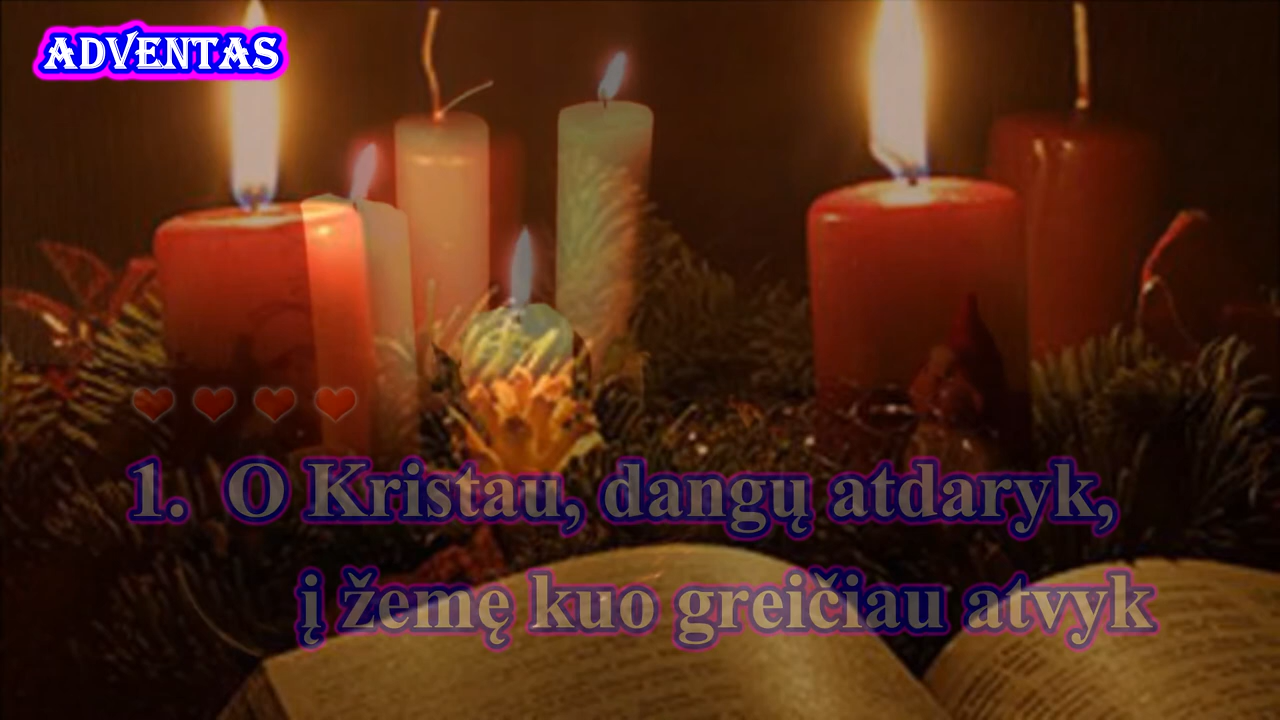 ADVENTAS
1. O Kristau, dangų atdaryk,
į žemę kuo greičiau atvyk